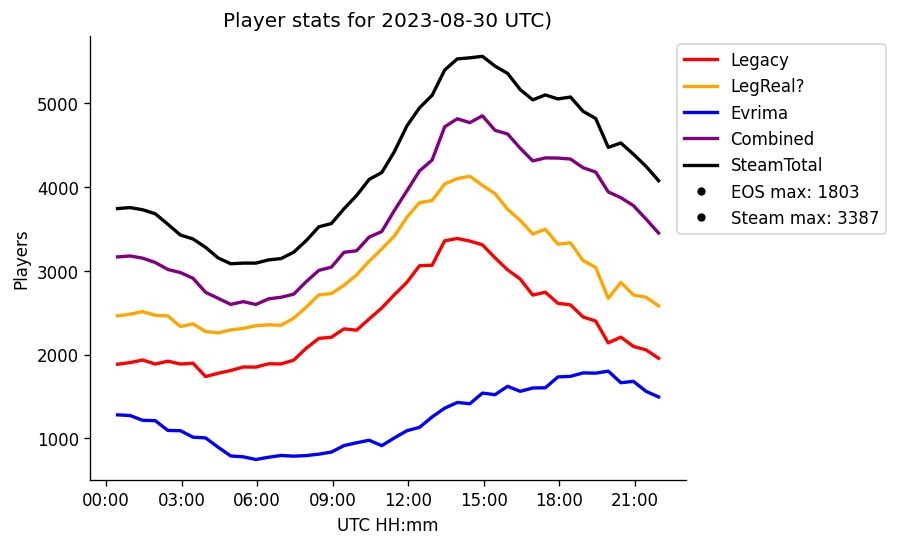 Player stats for 2023-08-30 UTC)
Legacy
LegReal?
Evrima
Combined
SteamTotal
EOS max: 1803
Steam max: 3387
Players
5000
4000
3000
2000
1000
00:00 03:00 06:00 09:00 12:00 15:00 18:00 21:00
UTC HH:mm